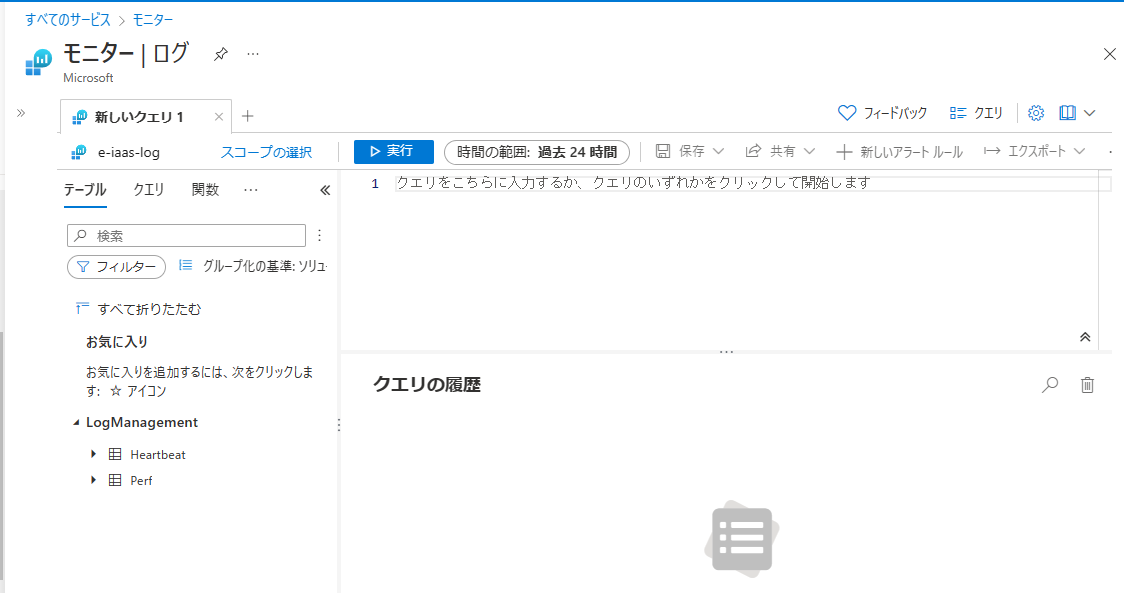 すべてのサービス > モニター
モニター | ログ ...
Microsoft
新しいクエリ 1
フィードバック クエリ
e-iaas-log スコープの選択
実行 時間の範囲: 過去 24 時間 保存 共有 新しいアラート ルール エクスポート
テーブル クエリ 関数 ...
1 クエリをこちらに入力するか、クエリのいずれかをクリックして開始します
検索
フィルター グループ化の基準: ソリュ
すべて折りたたむ
お気に入り
お気に入りを追加するには、次をクリックしま
す: ☆ アイコン
クエリの履歴
LogManagement
Heartbeat
Perf